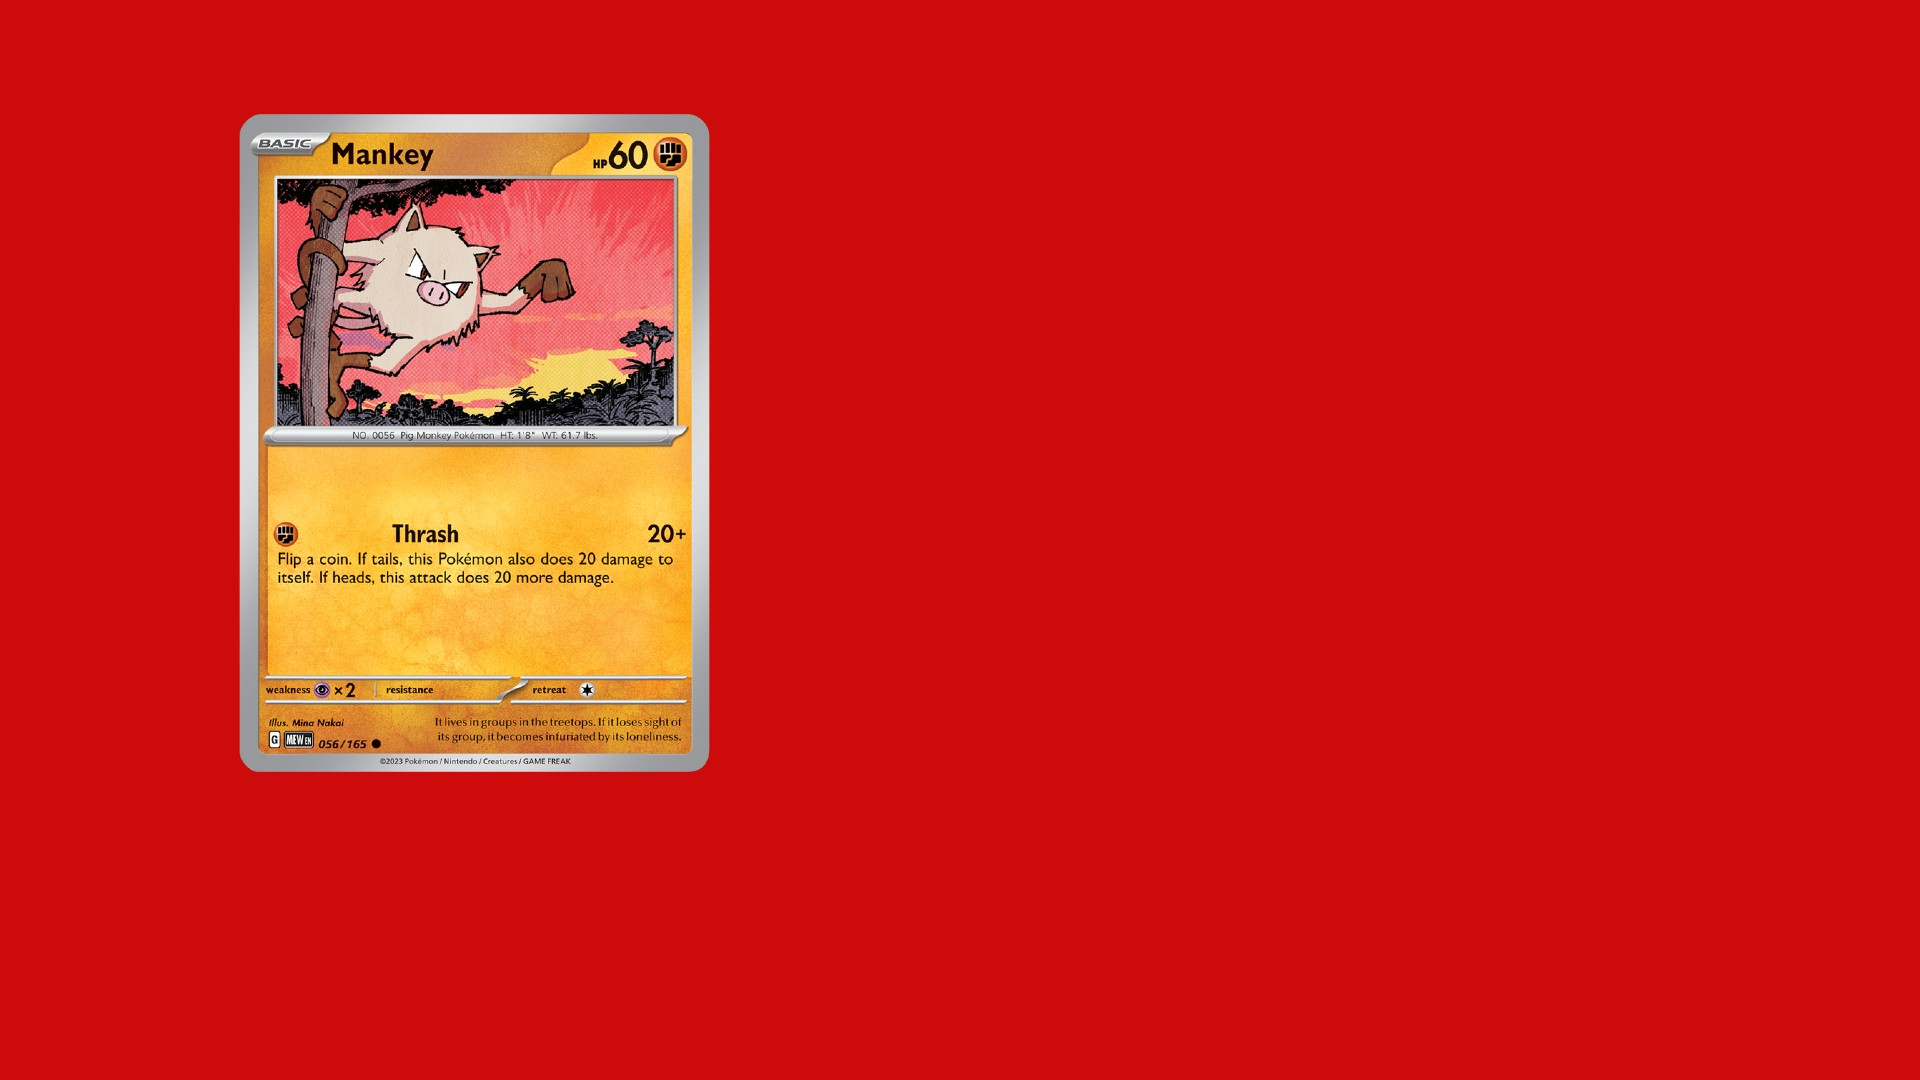 BASIC
Mankey
HP60
NO. 0056 Pig Monkey Pokémon HT: 1'8" WT: 61.7 lbs.
Thrash 20+
Flip a coin. If tails, this Pokémon also does 20 damage to
itself. If heads, this attack does 20 more damage.
weakness ×2 resistance retreat
Illus. Mina Nakai
It lives in groups in the treetops. If it loses sight of
its group, it becomes infuriated by its loneliness.
G MEW EN 056/165
©2023 Pokémon / Nintendo / Creatures / GAME FREAK